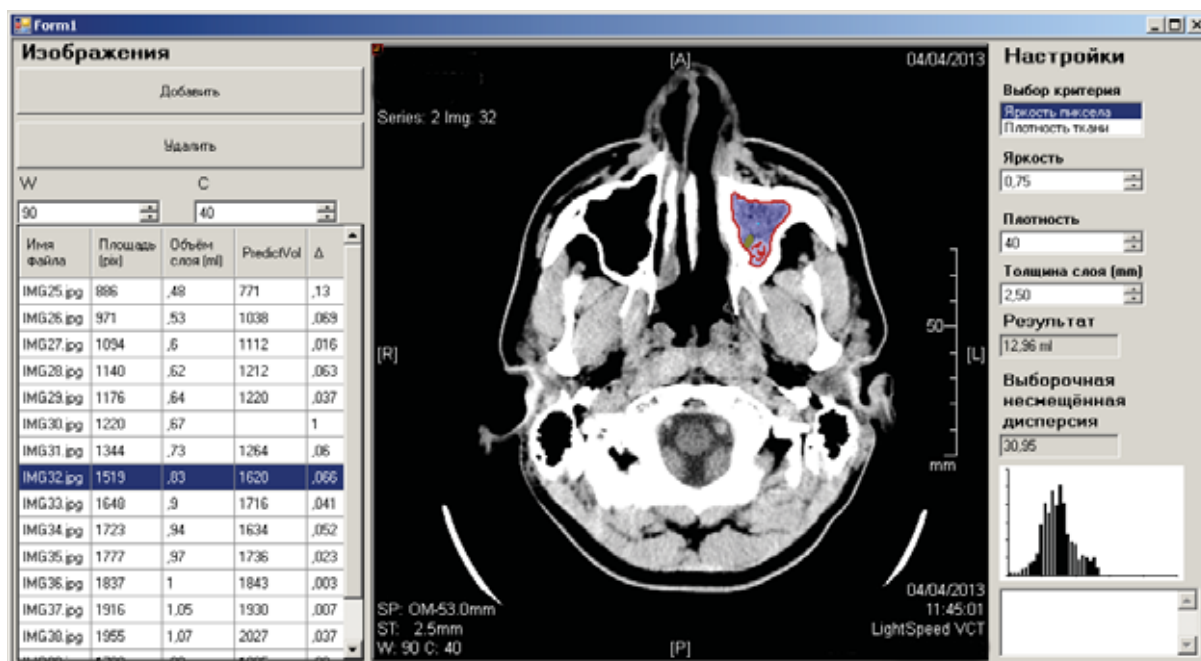 Form1
Изображения
Добавить
Удалить
W C
90 40
Имя файла Площадь (pix) Объём слоя (ml) PredictVol Δ
IMG25.jpg 886 ,48 771 ,13
IMG26.jpg 971 ,53 1038 ,069
IMG27.jpg 1094 ,6 1112 ,016
IMG28.jpg 1140 ,62 1212 ,063
IMG29.jpg 1176 ,64 1220 ,037
IMG30.jpg 1220 ,67 1
IMG31.jpg 1344 ,73 1264 ,06
IMG32.jpg 1519 ,83 1620 ,066
IMG33.jpg 1648 ,9 1716 ,041
IMG34.jpg 1723 ,94 1634 ,052
IMG35.jpg 1777 ,97 1736 ,023
IMG36.jpg 1837 1 1843 ,003
IMG37.jpg 1916 1,05 1930 ,007
IMG38.jpg 1955 1,07 2027 ,037
[A]
04/04/2013
Series: 2 Img: 32
[R]
50
[L]
mm
SP: OM-53.0mm
ST: 2.5mm
W: 90 C: 40
[P]
04/04/2013
11:45:01
LightSpeed VCT
Настройки
Выбор критерия
Яркость пиксела
Плотность ткани
Яркость
0,75
Плотность
40
Толщина слоя (mm)
2,50
Результат
12,96 ml
Выборочная
несмещённая
дисперсия
30,95